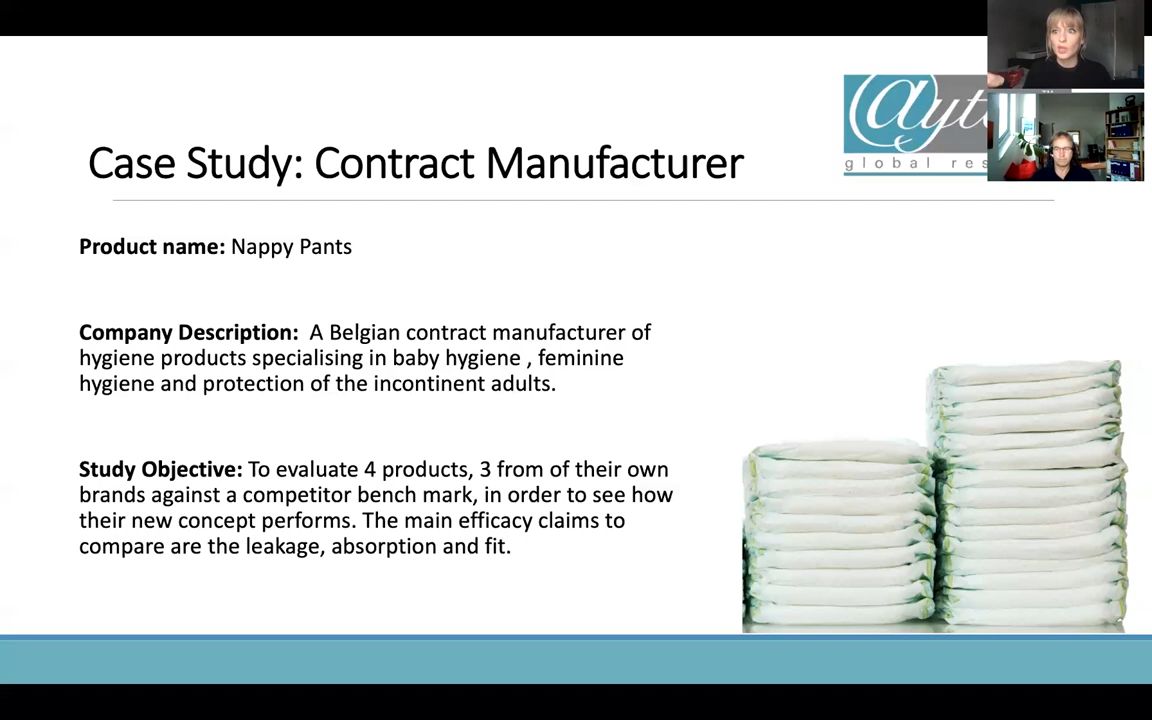 @yt
global res
Case Study: Contract Manufacturer
Product name: Nappy Pants
Company Description:  A Belgian contract manufacturer of
hygiene products specialising in baby hygiene , feminine
hygiene and protection of the incontinent adults.
Study Objective: To evaluate 4 products, 3 from of their own
brands against a competitor bench mark, in order to see how
their new concept performs. The main efficacy claims to
compare are the leakage, absorption and fit.